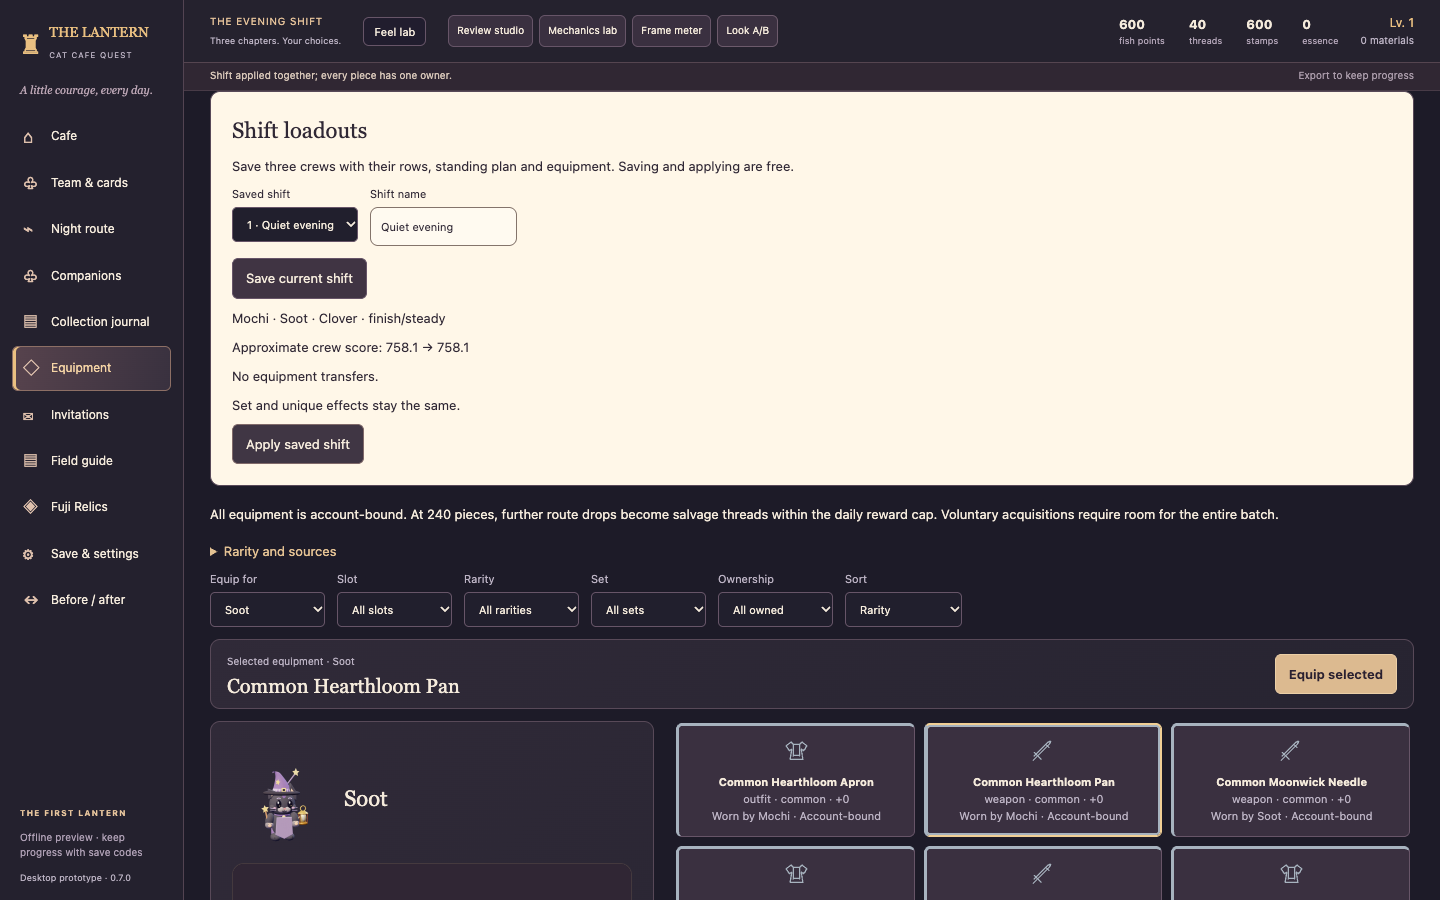 THE LANTERN
CAT CAFE QUEST
A little courage, every day.
Cafe
Team & cards
Night route
Companions
Collection journal
Equipment
Invitations
Field guide
Fuji Relics
Save & settings
Before / after
THE FIRST LANTERN
Offline preview · keep
progress with save codes
Desktop prototype · 0.7.0
THE EVENING SHIFT
Three chapters. Your choices.
Feel lab
Review studio
Mechanics lab
Frame meter
Look A/B
600 fish points
40 threads
600 stamps
0 essence
Lv. 1
0 materials
Shift applied together; every piece has one owner.
Export to keep progress
Shift loadouts
Save three crews with their rows, standing plan and equipment. Saving and applying are free.
Saved shift
Shift name
1 · Quiet evening
Quiet evening
Save current shift
Mochi · Soot · Clover · finish/steady
Approximate crew score: 758.1 → 758.1
No equipment transfers.
Set and unique effects stay the same.
Apply saved shift
All equipment is account-bound. At 240 pieces, further route drops become salvage threads within the daily reward cap. Voluntary acquisitions require room for the entire batch.
Rarity and sources
Equip for
Slot
Rarity
Set
Ownership
Sort
Soot
All slots
All rarities
All sets
All owned
Rarity
Selected equipment · Soot
Common Hearthloom Pan
Equip selected
Soot
Common Hearthloom Apron
outfit · common · +0
Worn by Mochi · Account-bound
Common Hearthloom Pan
weapon · common · +0
Worn by Mochi · Account-bound
Common Moonwick Needle
weapon · common · +0
Worn by Soot · Account-bound